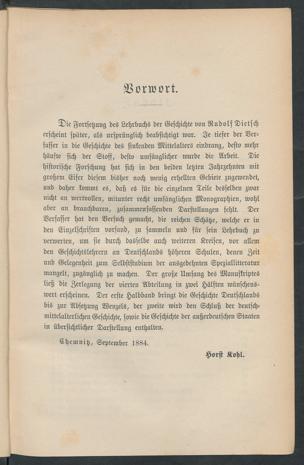 Vorwort.
Die Fortsetzung des Lehrbuchs der Geschichte von Rudolf Dietsch
erscheint später, als ursprünglich beabsichtigt war. Je tiefer der Ver-
fasser in die Geschichte des sinkenden Mittelalters eindrang, desto mehr
häufte sich der Stoff, desto umfänglicher wurde die Arbeit. Die
historische Forschung hat sich in den beiden letzten Jahrzehnten mit
großem Eifer diesem bisher noch wenig erhellten Gebiete zugewendet,
und daher kommt es, daß es für die einzelnen Teile desselben zwar
nicht an wertvollen, mitunter recht umfänglichen Monographien, wohl
aber an brauchbaren, zusammenfassenden Darstellungen fehlt. Der
Verfasser hat den Versuch gemacht, die reichen Schätze, welche er in
den Einzelschriften vorfand, zu sammeln und für sein Lehrbuch zu
verwerten, um sie durch dasselbe auch weiteren Kreisen, vor allem
den Geschichtslehrern an Deutschlands höheren Schulen, denen Zeit
und Gelegenheit zum Selbststudium der ausgedehnten Speziallitteratur
mangelt, zugänglich zu machen. Der große Umfang des Manuskriptes
ließ die Zerlegung der vierten Abteilung in zwei Hälften wünschens-
wert erscheinen. Der erste Halbband bringt die Geschichte Deutschlands
bis zur Absetzung Wenzels, der zweite wird den Schluß der deutsch-
mittelalterlichen Geschichte, sowie die Geschichte der außerdeutschen Staaten
in übersichtlicher Darstellung enthalten.
Chemnitz, September 1884.
Horst Kohl.